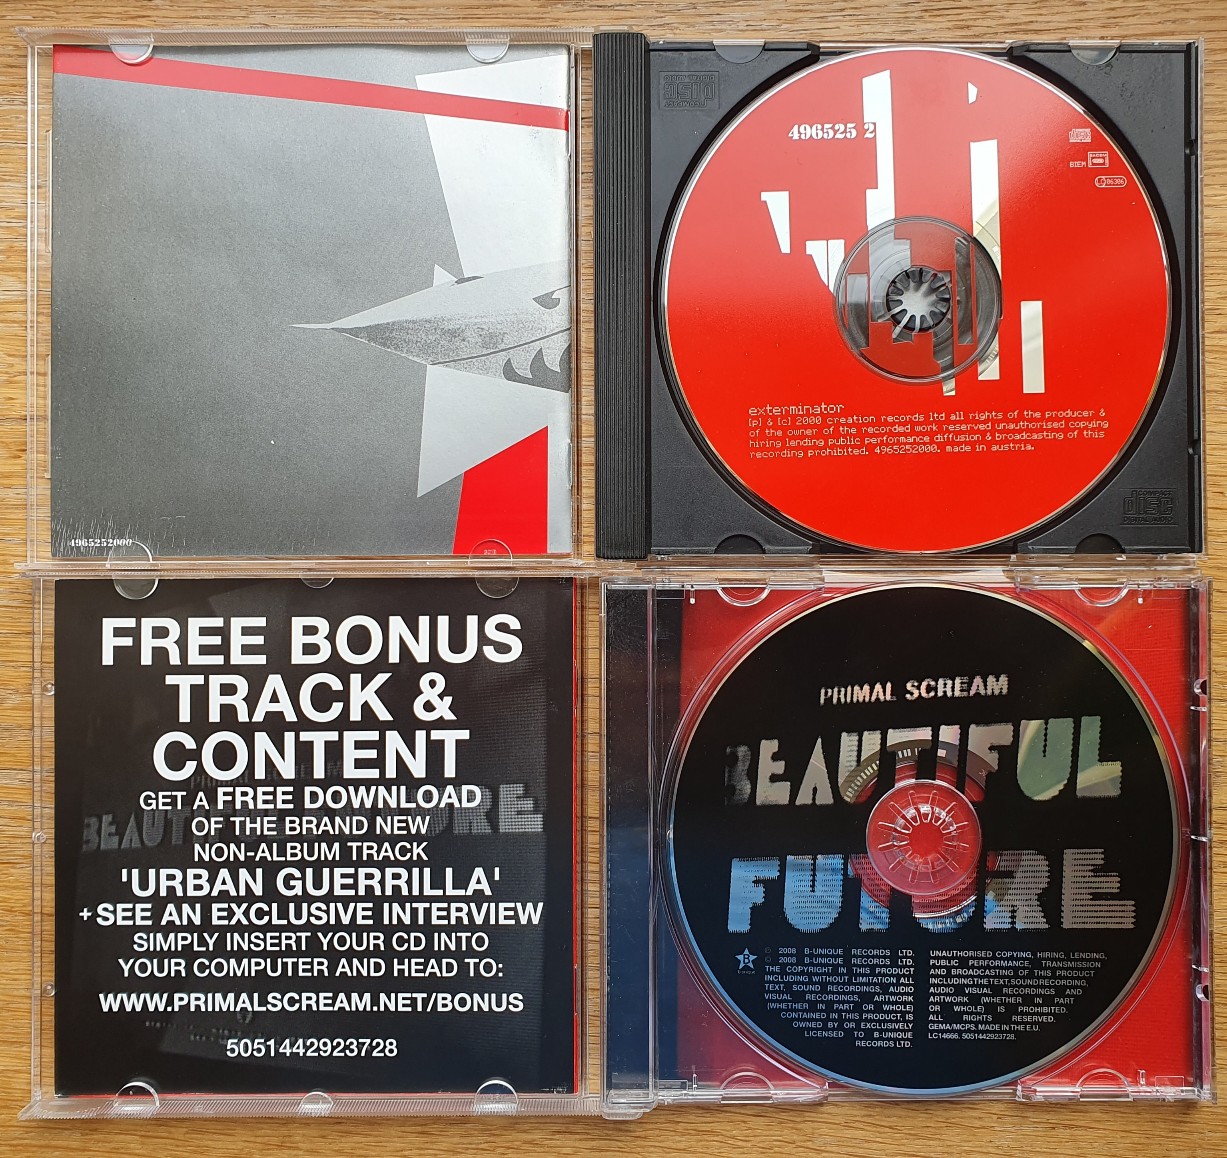 4965252000
496525 2
BIEM
LC 06306
exterminator
[p] & [c] 2000 creation records ltd all rights of the producer &
of the owner of the recorded work reserved unauthorised copying
hiring lending public performance diffusion & broadcasting of this
recording prohibited. 4965252000. made in austria.
COMPACT
disc
DIGITAL AUDIO
FREE BONUS
TRACK &
CONTENT
GET A FREE DOWNLOAD
OF THE BRAND NEW
NON-ALBUM TRACK
'URBAN GUERRILLA'
+ SEE AN EXCLUSIVE INTERVIEW
SIMPLY INSERT YOUR CD INTO
YOUR COMPUTER AND HEAD TO:
WWW.PRIMALSCREAM.NET/BONUS
5051442923728
PRIMAL SCREAM
BEAUTIFUL
FUTURE
℗ 2008 B-UNIQUE RECORDS LTD.
© 2008 B-UNIQUE RECORDS LTD.
THE COPYRIGHT IN THIS PRODUCT
INCLUDING WITHOUT LIMITATION ALL
TEXT, SOUND RECORDINGS, AUDIO
VISUAL RECORDINGS, ARTWORK
(WHETHER IN PART OR WHOLE)
CONTAINED IN THIS PRODUCT, IS
OWNED BY OR EXCLUSIVELY
LICENSED TO B-UNIQUE
RECORDS LTD.
UNAUTHORISED COPYING, HIRING, LENDING,
PUBLIC PERFORMANCE, TRANSMISSION
AND BROADCASTING OF THIS PRODUCT
INCLUDING THE TEXT, SOUND RECORDING,
AUDIO VISUAL RECORDINGS AND
ARTWORK (WHETHER IN PART
OR WHOLE) IS PROHIBITED.
ALL RIGHTS RESERVED.
GEMA/MCPS. MADE IN THE E.U.
LC14666. 5051442923728.